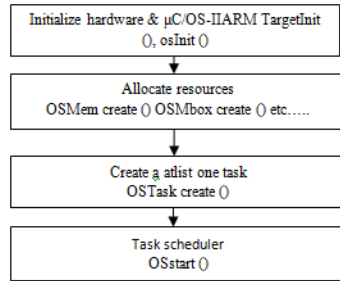 Initialize hardware & µC/OS-IIARM TargetInit
(), osInit ()
Allocate resources
OSMem create () OSMbox create () etc…..
Create a atlist one task
OSTask create ()
Task scheduler
OSstart ()